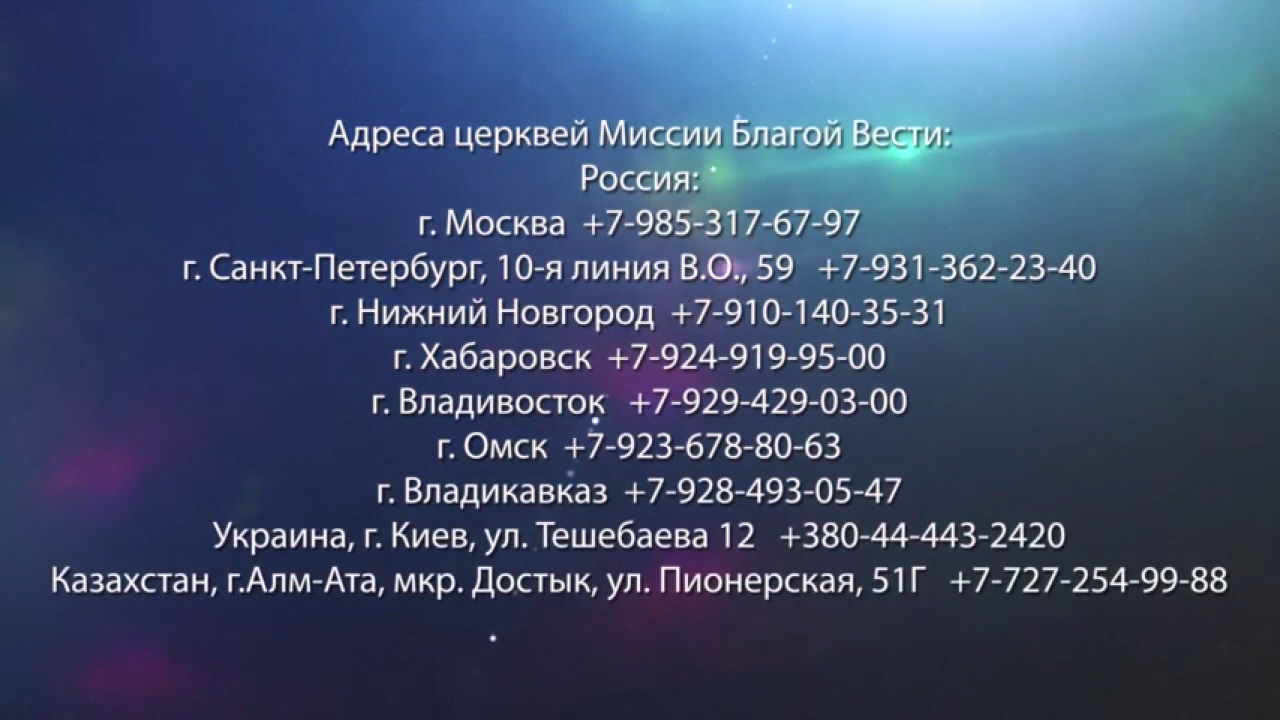 Адреса церквей Миссии Благой Вести:
Россия:
г. Москва +7-985-317-67-97
г. Санкт-Петербург, 10-я линия В.О., 59 +7-931-362-23-40
г. Нижний Новгород +7-910-140-35-31
г. Хабаровск +7-924-919-95-00
г. Владивосток +7-929-429-03-00
г. Омск +7-923-678-80-63
г. Владикавказ +7-928-493-05-47
Украина, г. Киев, ул. Тешебаева 12 +380-44-443-2420
Казахстан, г.Алм-Ата, мкр. Достык, ул. Пионерская, 51Г +7-727-254-99-88